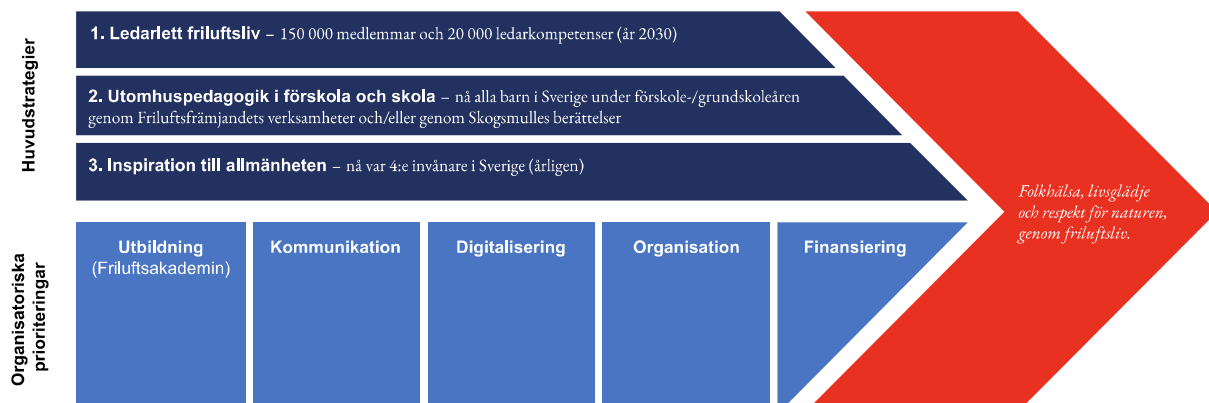 Huvudstrategier
1. Ledarlett friluftsliv – 150 000 medlemmar och 20 000 ledarkompetenser (år 2030)
2. Utomhuspedagogik i förskola och skola – nå alla barn i Sverige under förskole-/grundskoleåren
genom Friluftsfrämjandets verksamheter och/eller genom Skogsmulles berättelser
3. Inspiration till allmänheten – nå var 4:e invånare i Sverige (årligen)
Folkhälsa, livsglädje
och respekt för naturen,
genom friluftsliv.
Organisatoriska
prioriteringar
Utbildning
(Friluftsakademin)
Kommunikation
Digitalisering
Organisation
Finansiering